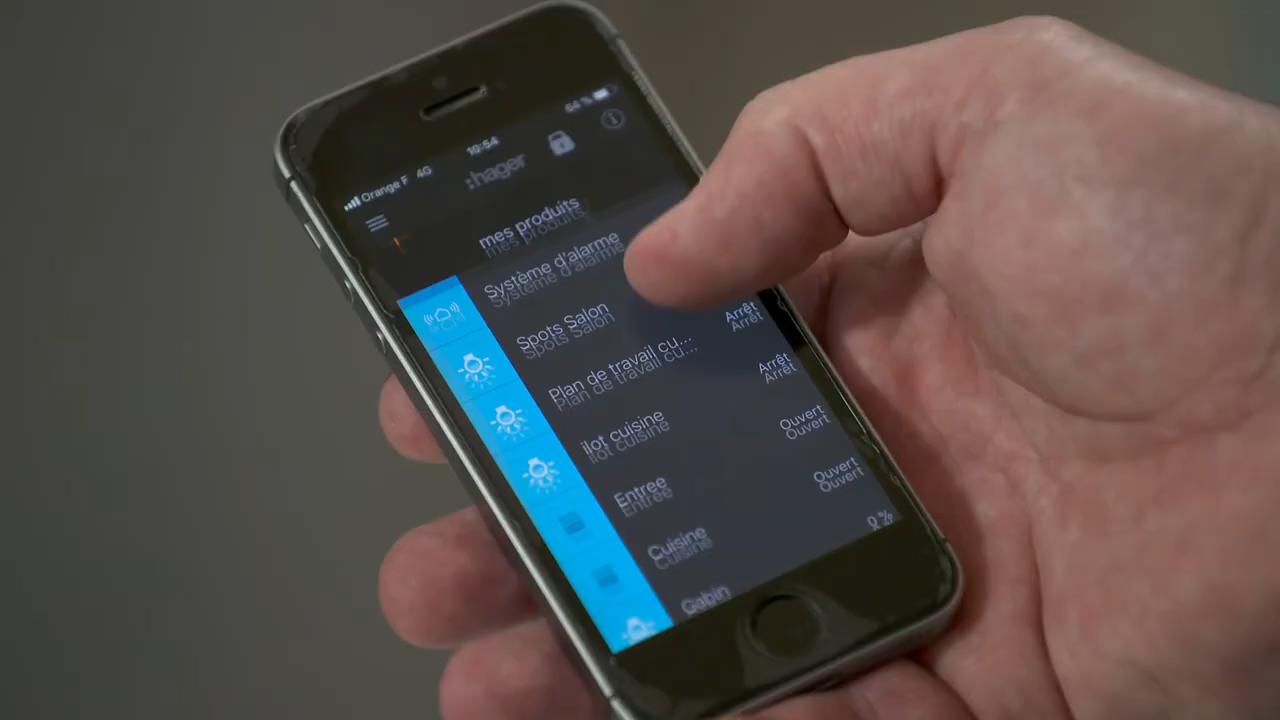 Orange F 4G 10:54 64 %
:hager
mes produits
Système d'alarme
Spots Salon
Plan de travail cu... Arrêt
ilot cuisine Arrêt
Entree Ouvert
Cuisine Ouvert
Gabin %